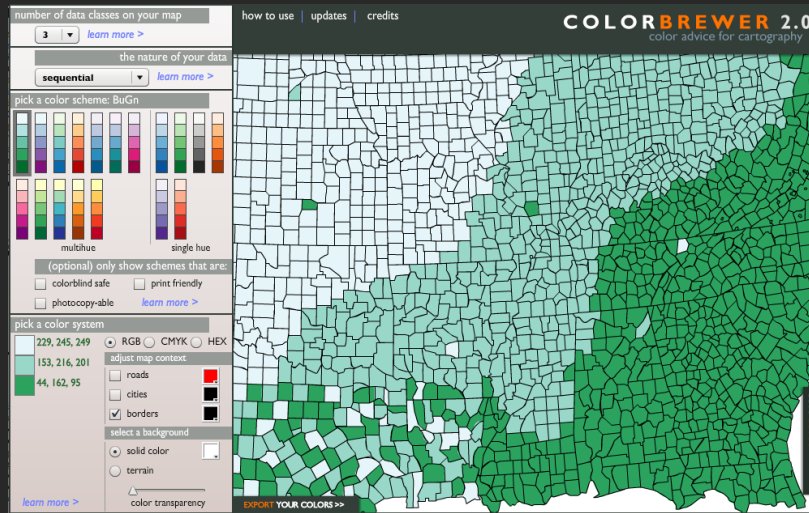 number of data classes on your map
how to use | updates | credits
COLORBREWER 2.0
color advice for cartography
3
learn more >
the nature of your data
sequential
learn more >
pick a color scheme: BuGn
multihue
single hue
(optional) only show schemes that are:
colorblind safe
print friendly
photocopy-able
learn more >
pick a color system
229, 245, 249
RGB
CMYK
HEX
153, 216, 201
44, 162, 95
adjust map context
roads
cities
borders
select a background
solid color
terrain
color transparency
learn more >
EXPORT YOUR COLORS >>